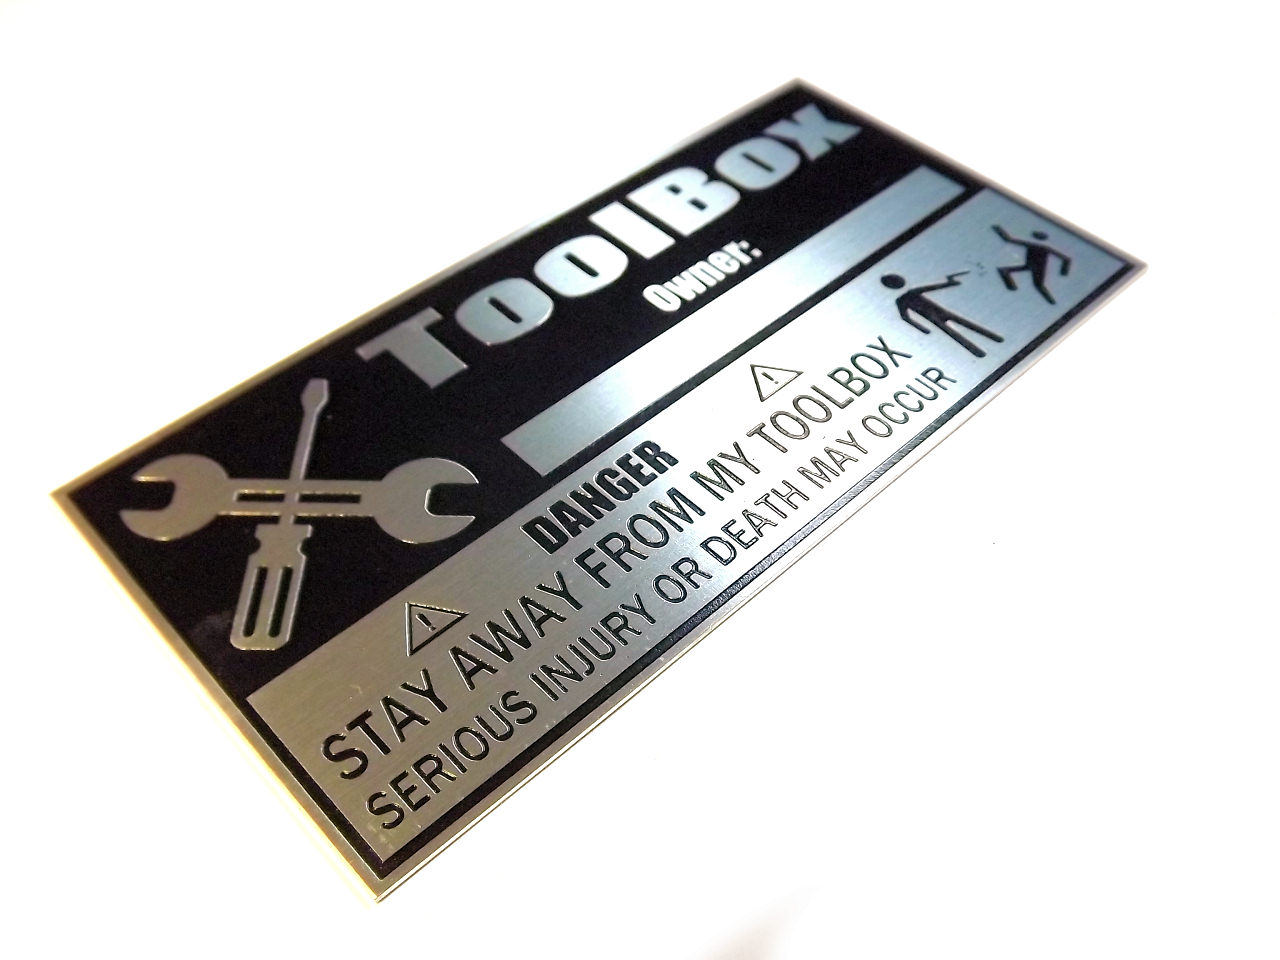 ToolBox
Owner:
DANGER
STAY AWAY FROM MY TOOLBOX
SERIOUS INJURY OR DEATH MAY OCCUR